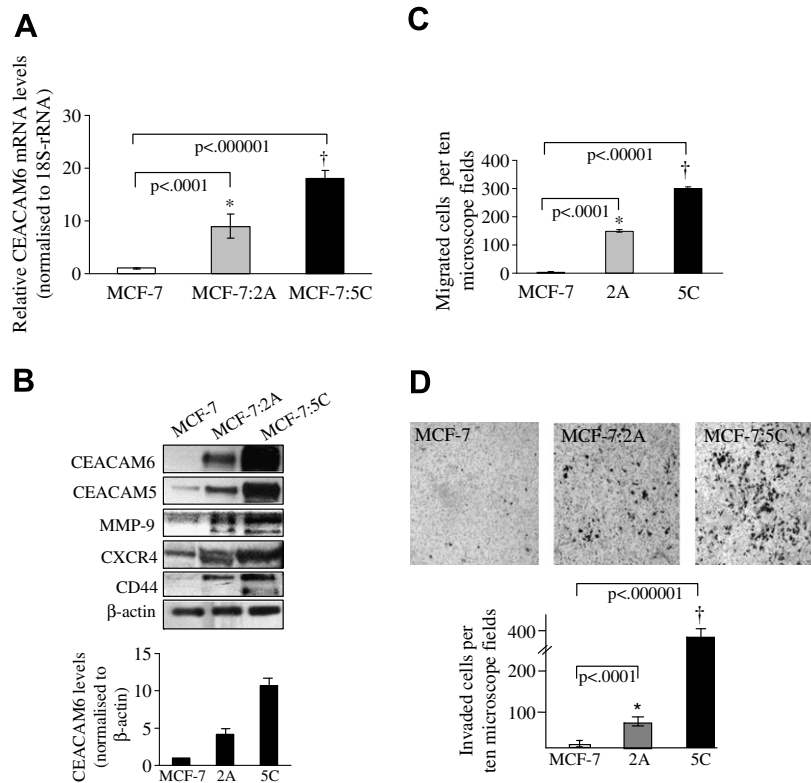 A
Relative CEACAM6 mRNA levels
(normalised to 18S-rRNA)
30
20
10
0
p<.000001
p<.0001
*
†
MCF-7
MCF-7:2A
MCF-7:5C
B
MCF-7
MCF-7:2A
MCF-7:5C
CEACAM6
CEACAM5
MMP-9
CXCR4
CD44
β-actin
CEACAM6 levels
(normalised to
β-actin)
15
10
5
0
MCF-7
2A
5C
C
Migrated cells per ten
microscope fields
400
300
200
100
0
p<.00001
p<.0001
*
†
MCF-7
2A
5C
D
MCF-7
MCF-7:2A
MCF-7:5C
Invaded cells per
ten microscope fields
400
200
100
p<.000001
p<.0001
*
†
MCF-7
2A
5C